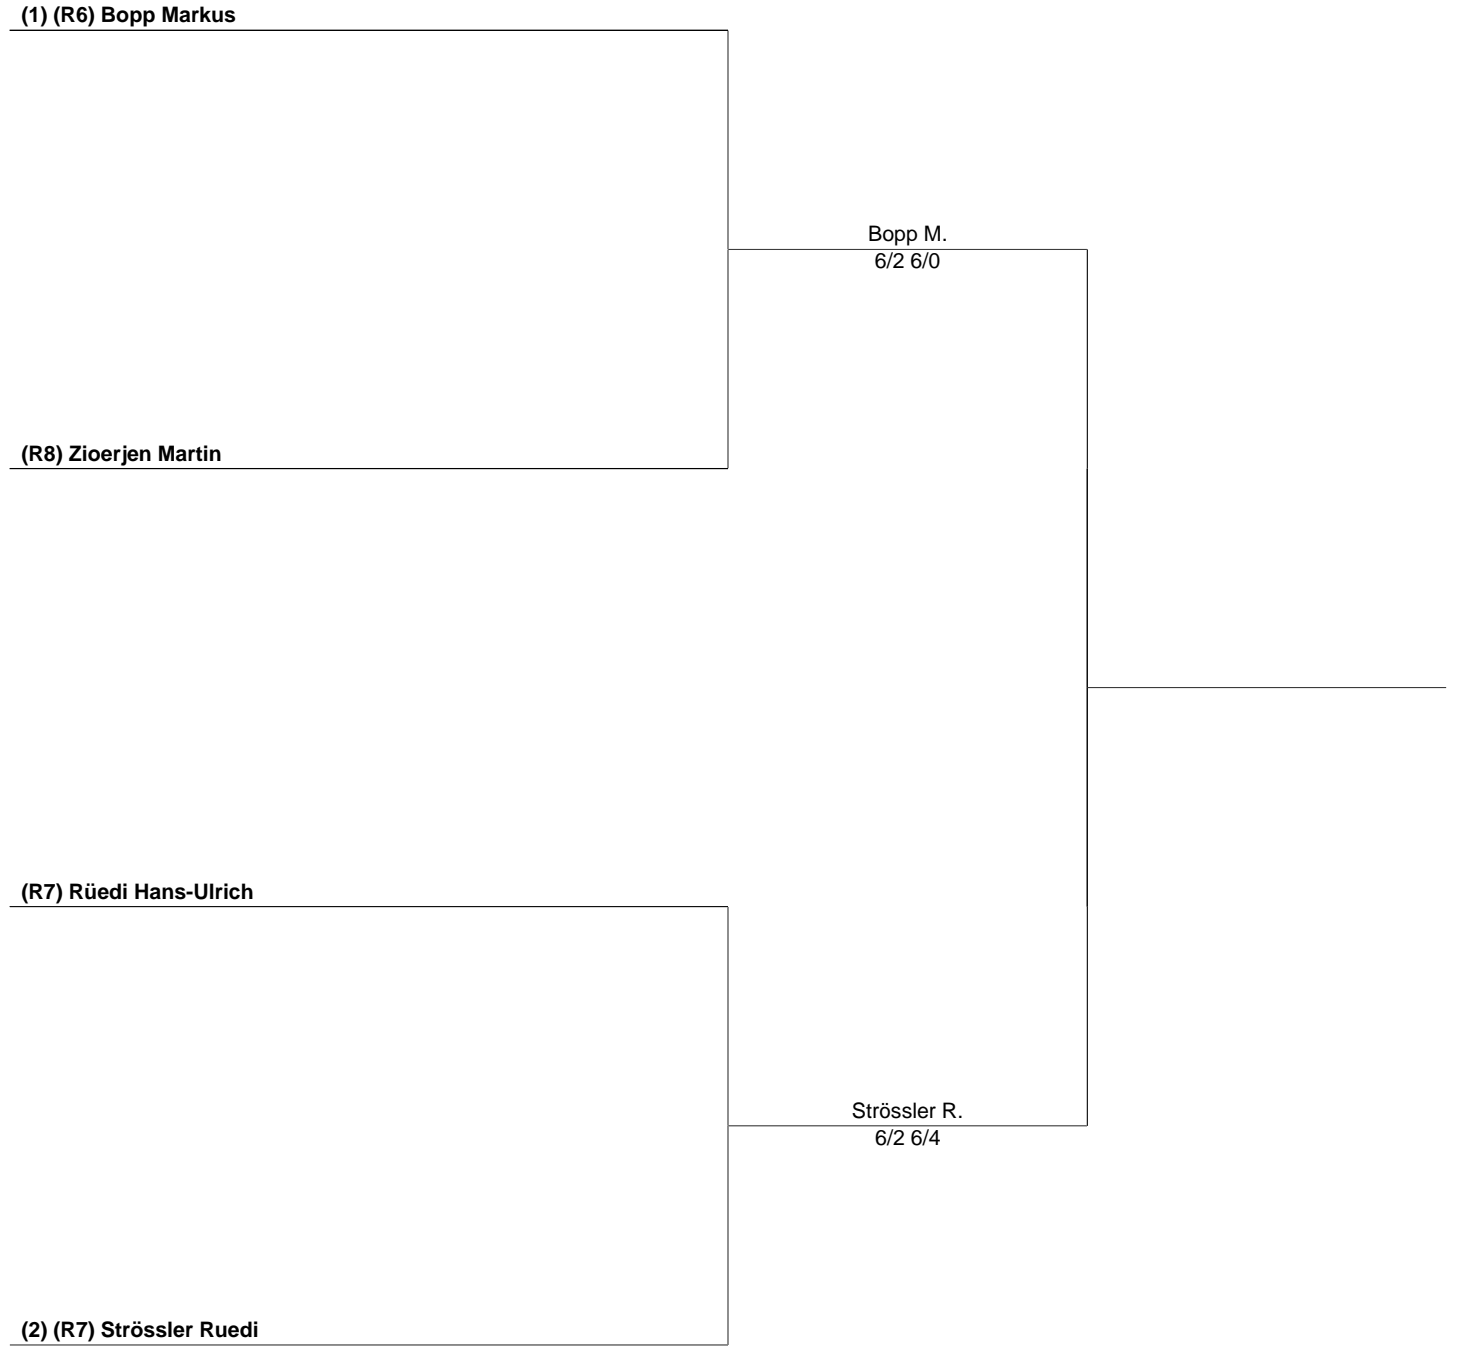 (1) (R6) Bopp Markus
Bopp M.
6/2 6/0
(R8) Zioerjen Martin
(R7) Rüedi Hans-Ulrich
Strössler R.
6/2 6/4
(2) (R7) Strössler Ruedi